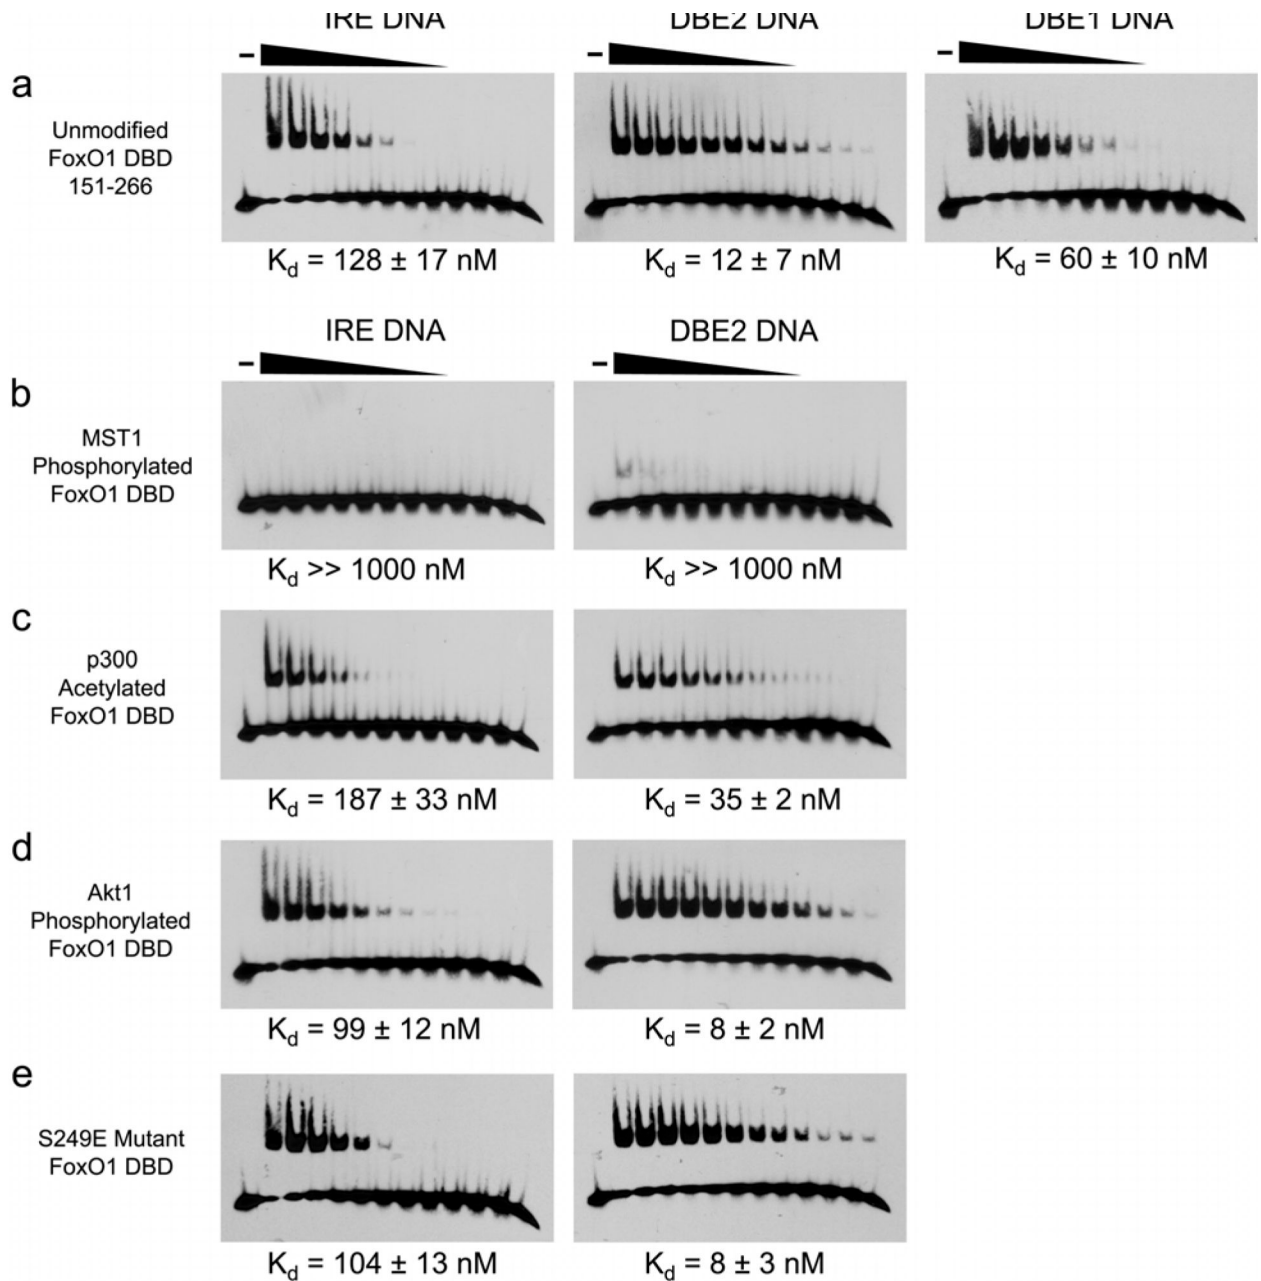 IRE DNA
DBE2 DNA
DBE1 DNA
–
–
–
a
Unmodified
FoxO1 DBD
151-266
Kd = 128 ± 17 nM
Kd = 12 ± 7 nM
Kd = 60 ± 10 nM
IRE DNA
DBE2 DNA
–
–
b
MST1
Phosphorylated
FoxO1 DBD
Kd >> 1000 nM
Kd >> 1000 nM
c
p300
Acetylated
FoxO1 DBD
Kd = 187 ± 33 nM
Kd = 35 ± 2 nM
d
Akt1
Phosphorylated
FoxO1 DBD
Kd = 99 ± 12 nM
Kd = 8 ± 2 nM
e
S249E Mutant
FoxO1 DBD
Kd = 104 ± 13 nM
Kd = 8 ± 3 nM